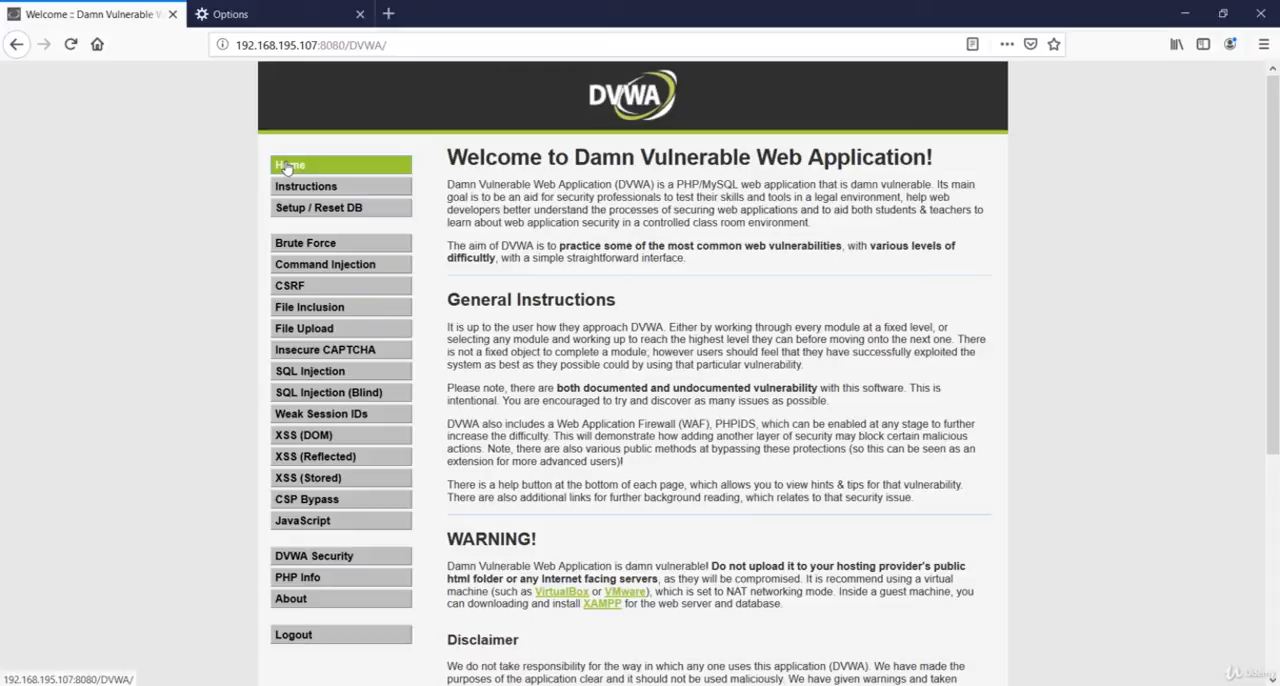 Welcome :: Damn Vulnerable W
Options
192.168.195.107:8080/DVWA/
DVWA
Home
Instructions
Setup / Reset DB
Brute Force
Command Injection
CSRF
File Inclusion
File Upload
Insecure CAPTCHA
SQL Injection
SQL Injection (Blind)
Weak Session IDs
XSS (DOM)
XSS (Reflected)
XSS (Stored)
CSP Bypass
JavaScript
DVWA Security
PHP Info
About
Logout
Welcome to Damn Vulnerable Web Application!
Damn Vulnerable Web Application (DVWA) is a PHP/MySQL web application that is damn vulnerable. Its main
goal is to be an aid for security professionals to test their skills and tools in a legal environment, help web
developers better understand the processes of securing web applications and to aid both students & teachers to
learn about web application security in a controlled class room environment.
The aim of DVWA is to practice some of the most common web vulnerabilities, with various levels of
difficultly, with a simple straightforward interface.
General Instructions
It is up to the user how they approach DVWA. Either by working through every module at a fixed level, or
selecting any module and working up to reach the highest level they can before moving onto the next one. There
is not a fixed object to complete a module; however users should feel that they have successfully exploited the
system as best as they possible could by using that particular vulnerability.
Please note, there are both documented and undocumented vulnerability with this software. This is
intentional. You are encouraged to try and discover as many issues as possible.
DVWA also includes a Web Application Firewall (WAF), PHPIDS, which can be enabled at any stage to further
increase the difficulty. This will demonstrate how adding another layer of security may block certain malicious
actions. Note, there are also various public methods at bypassing these protections (so this can be seen as an
extension for more advanced users)!
There is a help button at the bottom of each page, which allows you to view hints & tips for that vulnerability.
There are also additional links for further background reading, which relates to that security issue.
WARNING!
Damn Vulnerable Web Application is damn vulnerable! Do not upload it to your hosting provider's public
html folder or any Internet facing servers, as they will be compromised. It is recommend using a virtual
machine (such as VirtualBox or VMware), which is set to NAT networking mode. Inside a guest machine, you
can downloading and install XAMPP for the web server and database.
Disclaimer
We do not take responsibility for the way in which any one uses this application (DVWA). We have made the
purposes of the application clear and it should not be used maliciously. We have given warnings and taken
192.168.195.107:8080/DVWA/
Udemy